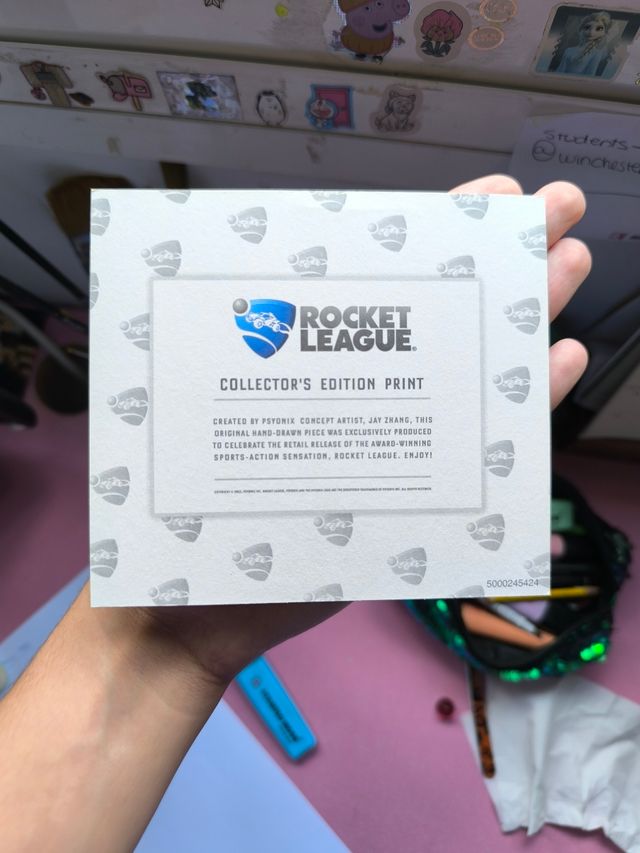 Students-
@winchester
ROCKET
LEAGUE®
COLLECTOR'S EDITION PRINT
CREATED BY PSYONIX CONCEPT ARTIST, JAY ZHANG, THIS
ORIGINAL HAND-DRAWN PIECE WAS EXCLUSIVELY PRODUCED
TO CELEBRATE THE RETAIL RELEASE OF THE AWARD-WINNING
SPORTS-ACTION SENSATION, ROCKET LEAGUE. ENJOY!
5000245424